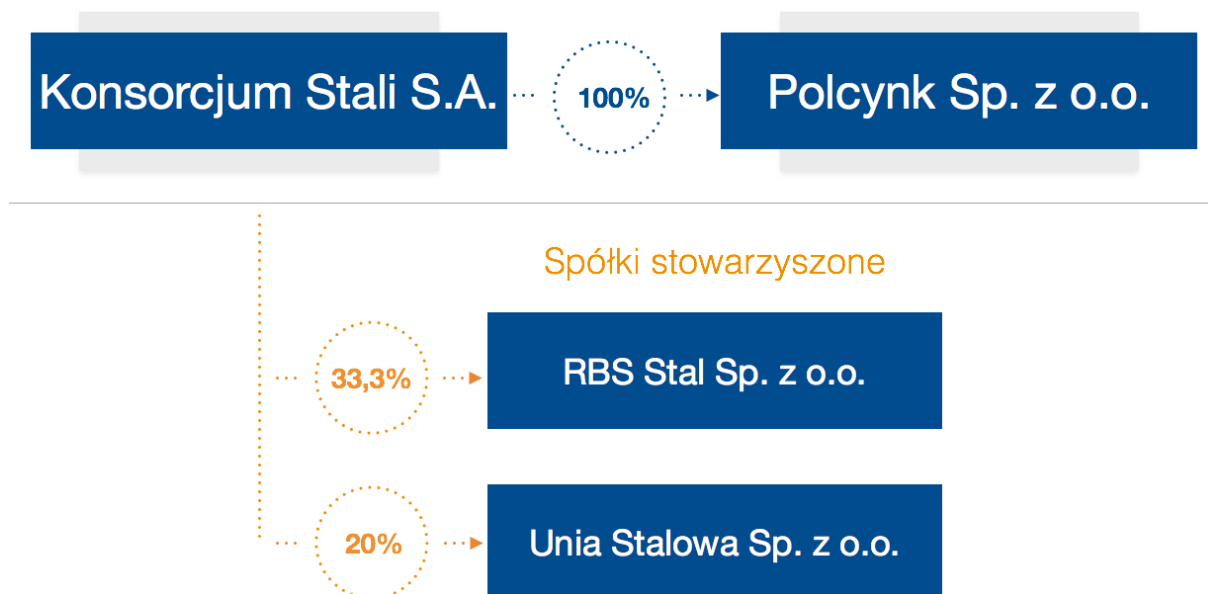 Konsorcjum Stali S.A.
100%
Polcynk Sp. z o.o.
Spółki stowarzyszone
33,3%
RBS Stal Sp. z o.o.
20%
Unia Stalowa Sp. z o.o.